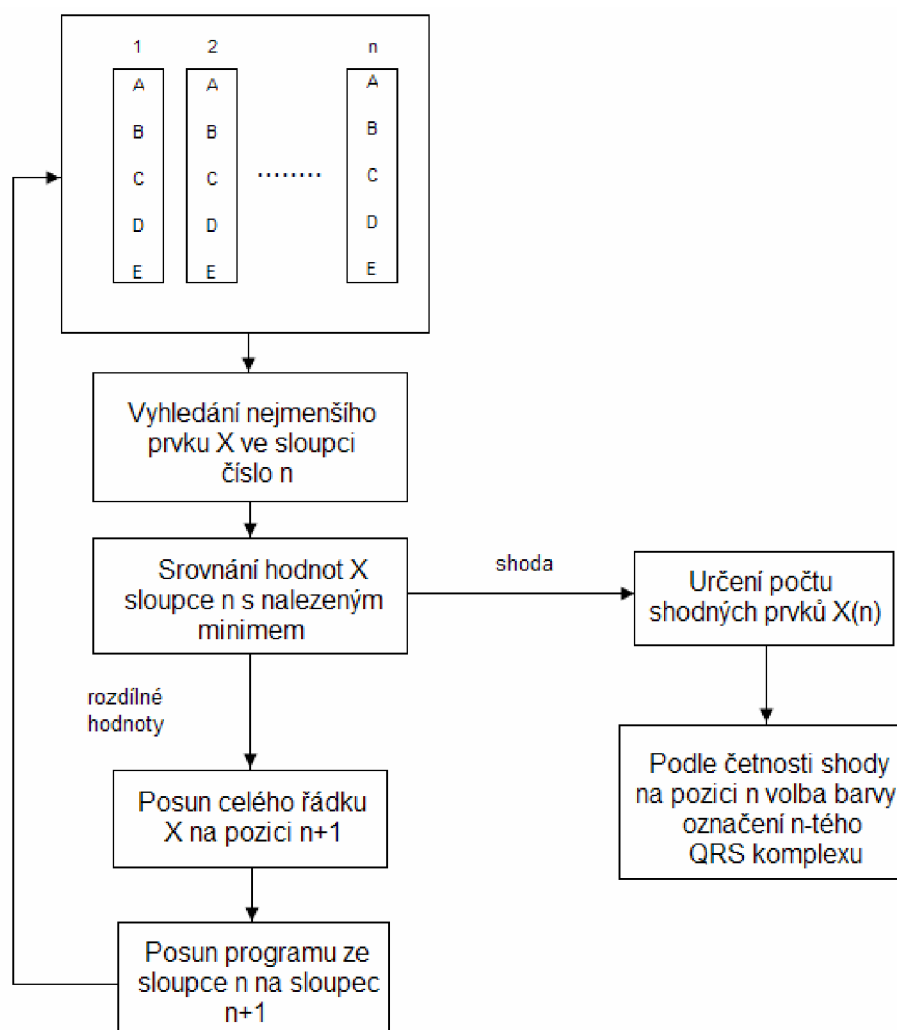 1 2 n
A A A
B B B
C C ........ C
D D D
E E E
Vyhledání nejmenšího
prvku X ve sloupci
číslo n
Srovnání hodnot X
sloupce n s nalezeným
minimem
shoda
Určení počtu
shodných prvků X(n)
rozdílné
hodnoty
Podle četnosti shody
na pozici n volba barvy
označení n-tého
QRS komplexu
Posun celého řádku
X na pozici n+1
Posun programu ze
sloupce n na sloupec
n+1